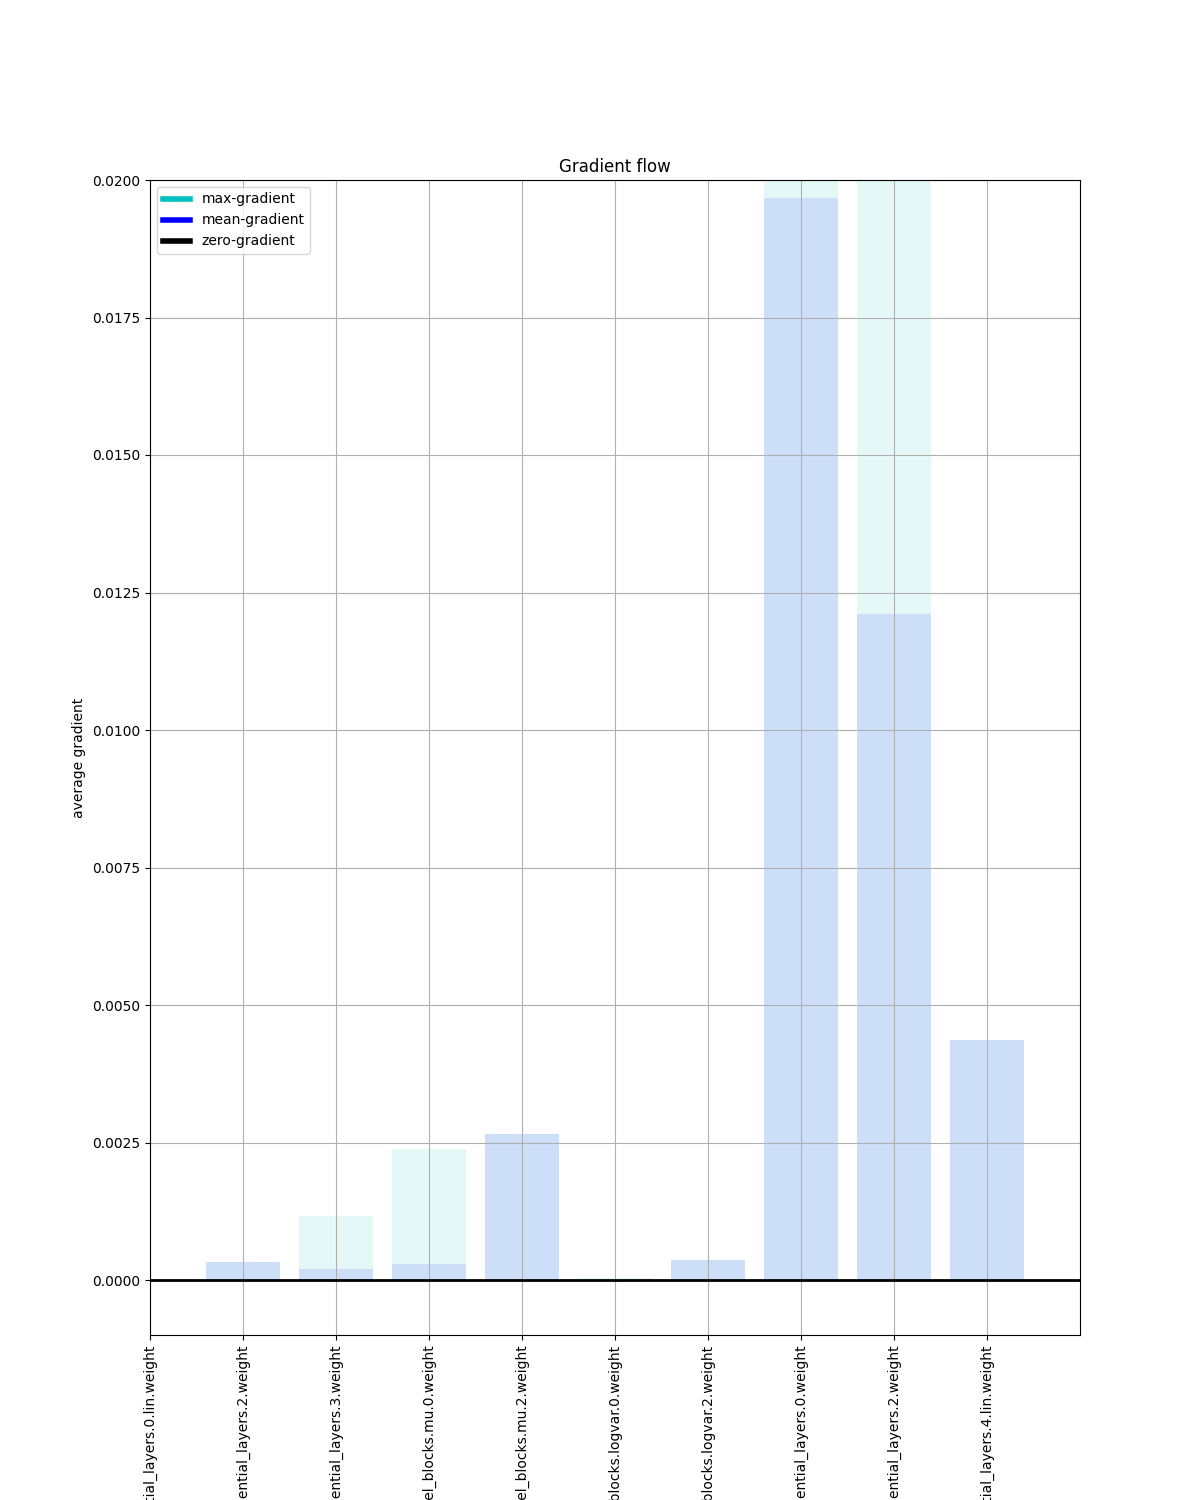 Gradient flow
max-gradient
mean-gradient
zero-gradient
0.0200
0.0175
0.0150
0.0125
0.0100
0.0075
0.0050
0.0025
0.0000
average gradient
tial_layers.0.lin.weight
ential_layers.2.weight
ential_layers.3.weight
el_blocks.mu.0.weight
el_blocks.mu.2.weight
blocks.logvar.0.weight
blocks.logvar.2.weight
ential_layers.0.weight
ential_layers.2.weight
tial_layers.4.lin.weight